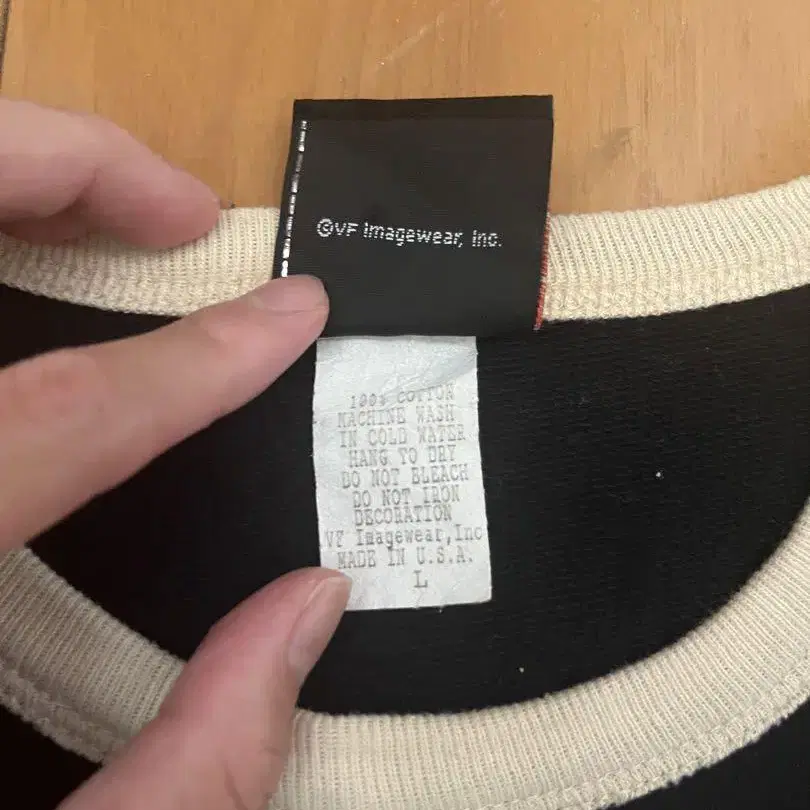 ©VF Imagewear, Inc.
100% COTTON
MACHINE WASH
IN COLD WATER
HANG TO DRY
DO NOT BLEACH
DO NOT IRON
DECORATION
VF Imagewear,Inc
MADE IN U.S.A.
L